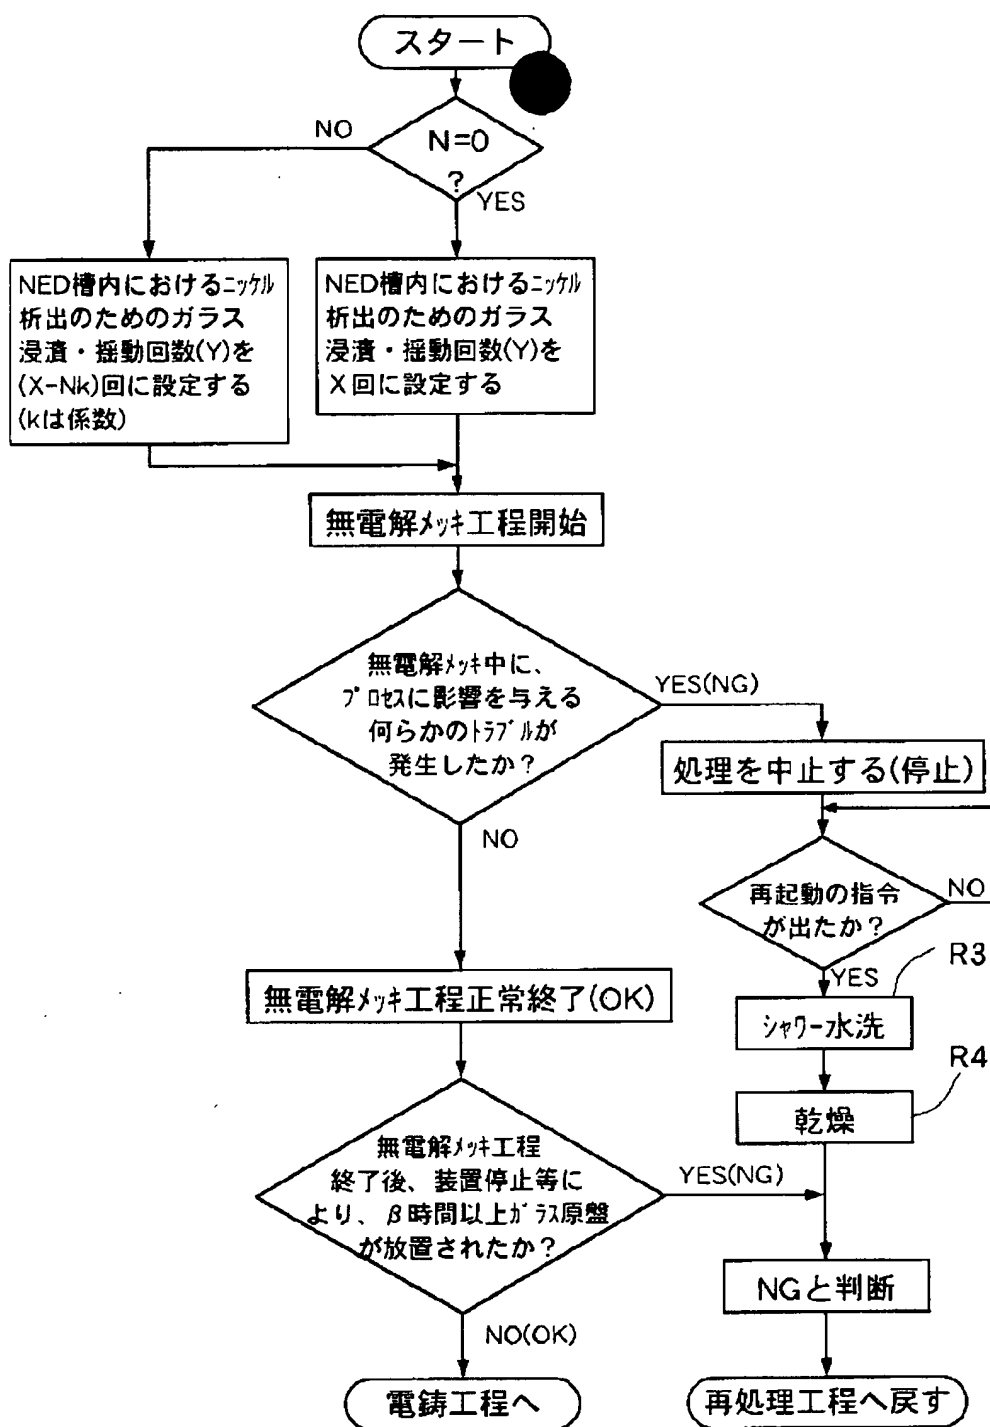 スタート
N=0
?
NO
YES
NED槽内におけるニッケル
析出のためのガラス
浸漬・揺動回数(Y)を
(X-Nk)回に設定する
(kは係数)
NED槽内におけるニッケル
析出のためのガラス
浸漬・揺動回数(Y)を
X回に設定する
無電解メッキ工程開始
無電解メッキ中に、
プロセスに影響を与える
何らかのトラブルが
発生したか?
YES(NG)
NO
処理を中止する(停止)
再起動の指令
が出たか?
NO
YES
R3
シャワー水洗
R4
乾燥
無電解メッキ工程正常終了(OK)
無電解メッキ工程
終了後、装置停止等に
より、β時間以上ガラス原盤
が放置されたか?
YES(NG)
NO(OK)
NGと判断
電鋳工程へ
再処理工程へ戻す